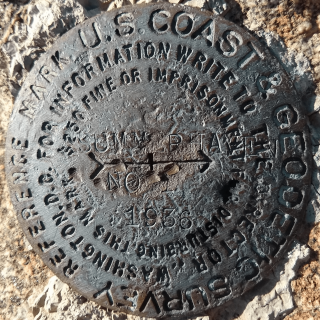 U.S. COAST & GEODETIC SURVEY REFERENCE MARK
FOR INFORMATION WRITE TO THE DIRECTOR WASHINGTON, D.C.
$250 FINE OR IMPRISONMENT FOR DISTURBING THIS MARK.
NO
1936